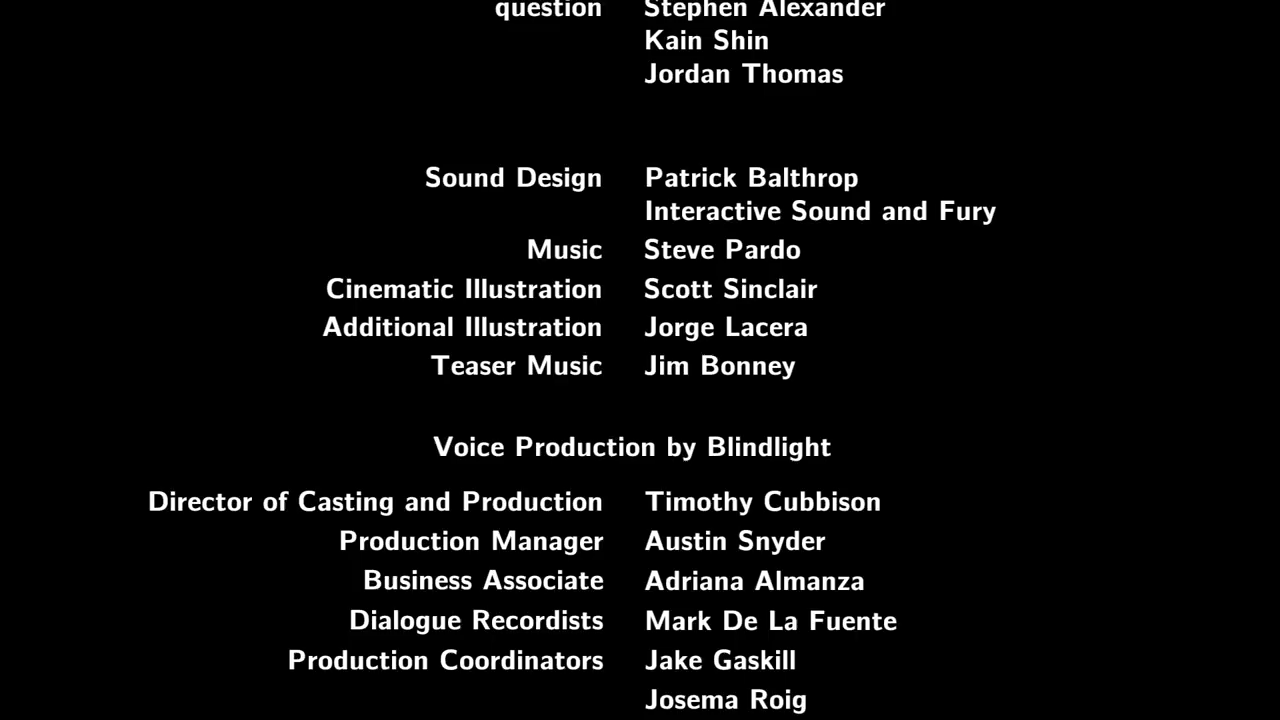 question Stephen Alexander
Kain Shin
Jordan Thomas
Sound Design Patrick Balthrop
Interactive Sound and Fury
Music Steve Pardo
Cinematic Illustration Scott Sinclair
Additional Illustration Jorge Lacera
Teaser Music Jim Bonney
Voice Production by Blindlight
Director of Casting and Production Timothy Cubbison
Production Manager Austin Snyder
Business Associate Adriana Almanza
Dialogue Recordists Mark De La Fuente
Production Coordinators Jake Gaskill
Josema Roig